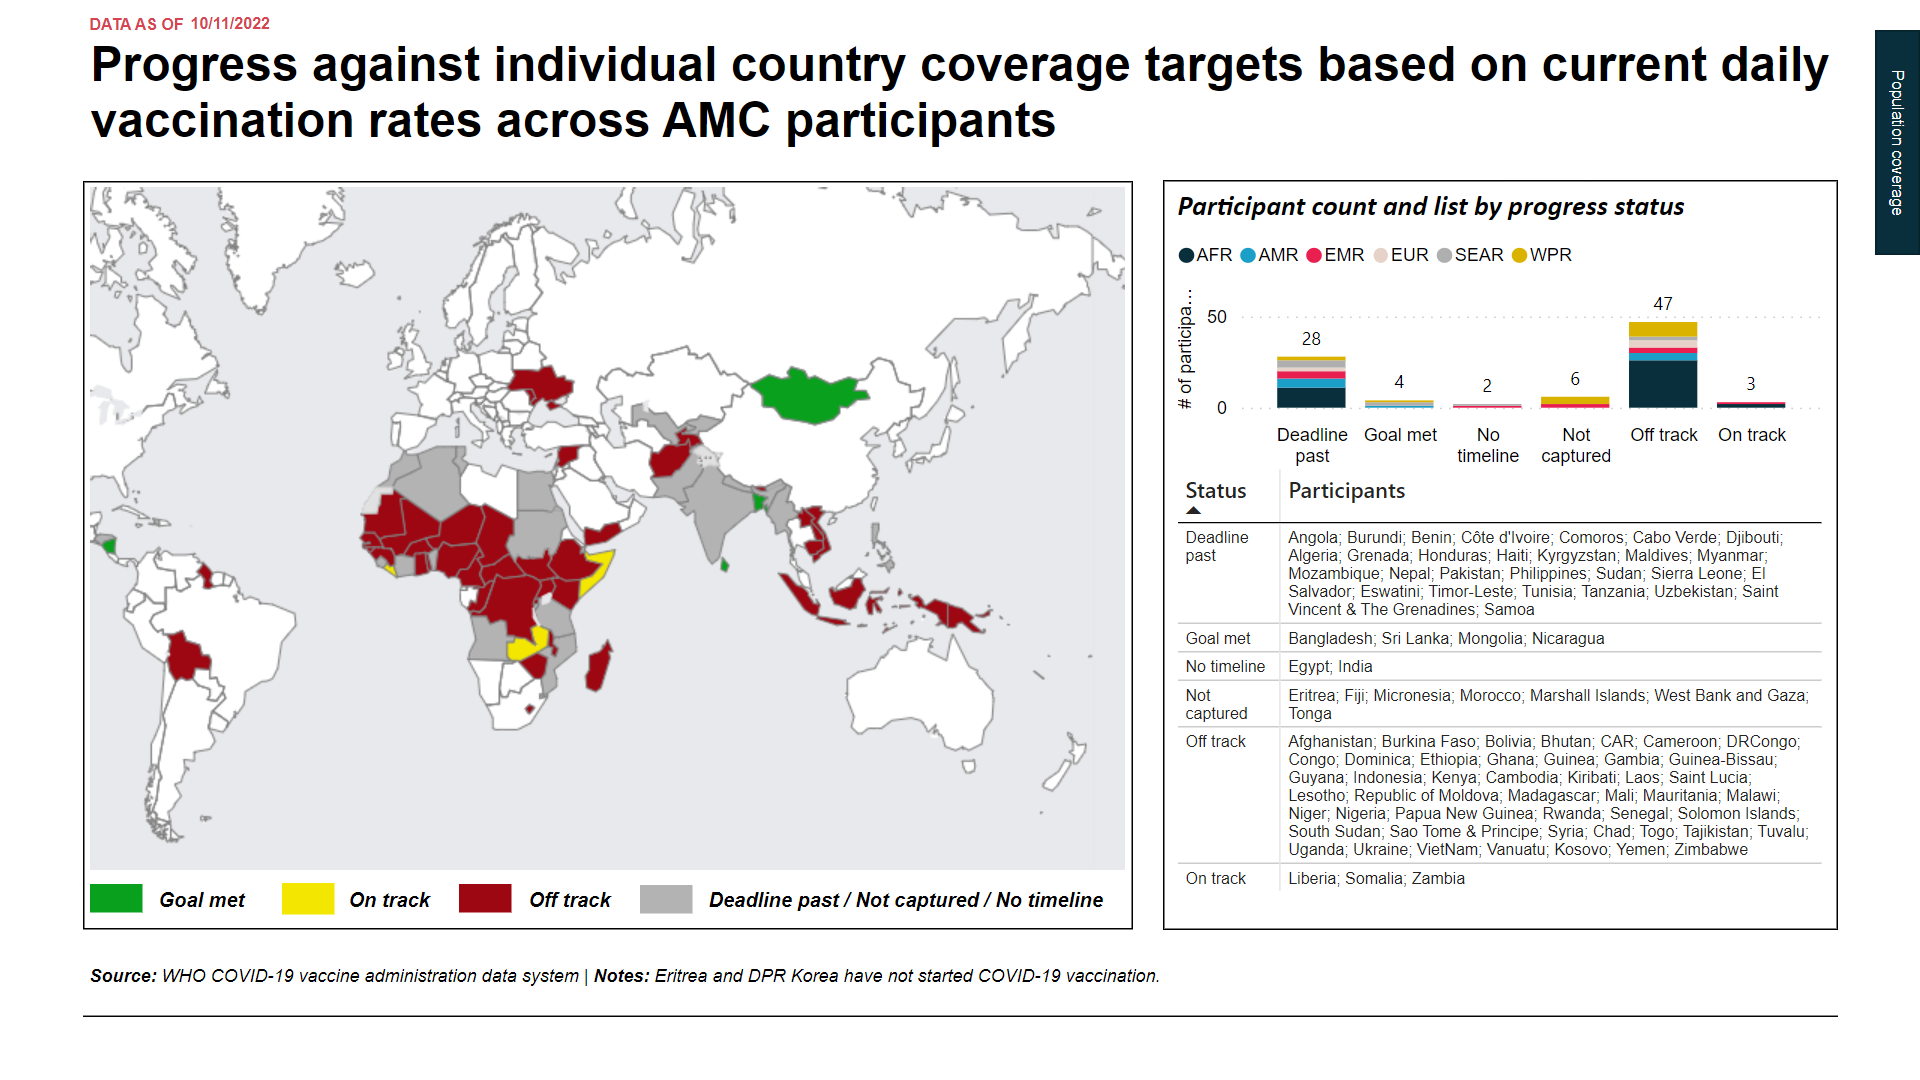 DATA AS OF 10/11/2022
Progress against individual country coverage targets based on current daily
vaccination rates across AMC participants
Population coverage
Goal met
On track
Off track
Deadline past / Not captured / No timeline
Participant count and list by progress status
AFR AMR EMR EUR SEAR WPR
# of participa...
50
0
28
4
2
6
47
3
Deadline past
Goal met
No timeline
Not captured
Off track
On track
Status Participants
Deadline past
Angola; Burundi; Benin; Côte d'Ivoire; Comoros; Cabo Verde; Djibouti;
Algeria; Grenada; Honduras; Haiti; Kyrgyzstan; Maldives; Myanmar;
Mozambique; Nepal; Pakistan; Philippines; Sudan; Sierra Leone; El
Salvador; Eswatini; Timor-Leste; Tunisia; Tanzania; Uzbekistan; Saint
Vincent & The Grenadines; Samoa
Goal met Bangladesh; Sri Lanka; Mongolia; Nicaragua
No timeline Egypt; India
Not captured
Eritrea; Fiji; Micronesia; Morocco; Marshall Islands; West Bank and Gaza;
Tonga
Off track Afghanistan; Burkina Faso; Bolivia; Bhutan; CAR; Cameroon; DRCongo;
Congo; Dominica; Ethiopia; Ghana; Guinea; Gambia; Guinea-Bissau;
Guyana; Indonesia; Kenya; Cambodia; Kiribati; Laos; Saint Lucia;
Lesotho; Republic of Moldova; Madagascar; Mali; Mauritania; Malawi;
Niger; Nigeria; Papua New Guinea; Rwanda; Senegal; Solomon Islands;
South Sudan; Sao Tome & Principe; Syria; Chad; Togo; Tajikistan; Tuvalu;
Uganda; Ukraine; VietNam; Vanuatu; Kosovo; Yemen; Zimbabwe
On track Liberia; Somalia; Zambia
Source: WHO COVID-19 vaccine administration data system | Notes: Eritrea and DPR Korea have not started COVID-19 vaccination.